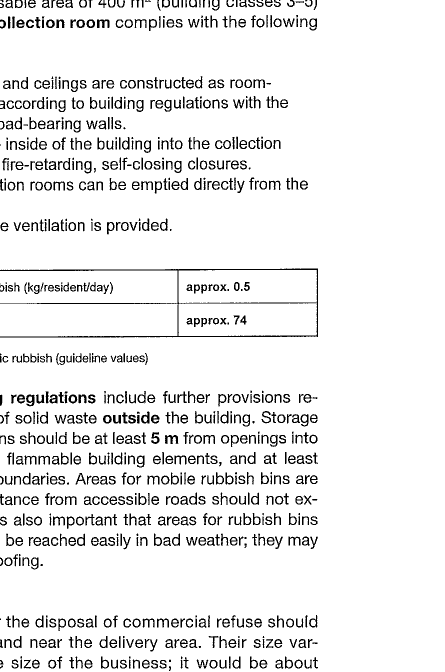 sable area of 400 m² (building classes 3–5)
ollection room complies with the following
and ceilings are constructed as room-
according to building regulations with the
oad-bearing walls.
inside of the building into the collection
fire-retarding, self-closing closures.
tion rooms can be emptied directly from the
e ventilation is provided.
bish (kg/resident/day) approx. 0.5
approx. 74
ic rubbish (guideline values)
g regulations include further provisions re-
of solid waste outside the building. Storage
ns should be at least 5 m from openings into
flammable building elements, and at least
oundaries. Areas for mobile rubbish bins are
tance from accessible roads should not ex-
s also important that areas for rubbish bins
be reached easily in bad weather; they may
oofing.
r the disposal of commercial refuse should
and near the delivery area. Their size var-
e size of the business; it would be about